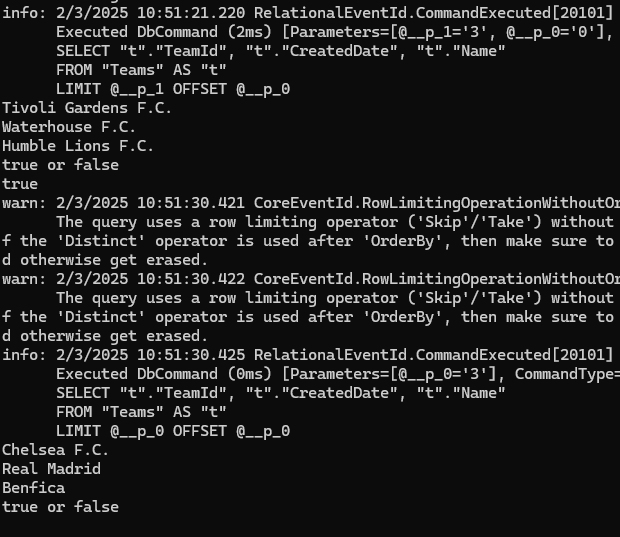 info: 2/3/2025 10:51:21.220 RelationalEventId.CommandExecuted[20101]
Executed DbCommand (2ms) [Parameters=[@__p_1='3', @__p_0='0'],
SELECT "t"."TeamId", "t"."CreatedDate", "t"."Name"
FROM "Teams" AS "t"
LIMIT @__p_1 OFFSET @__p_0
Tivoli Gardens F.C.
Waterhouse F.C.
Humble Lions F.C.
true or false
true
warn: 2/3/2025 10:51:30.421 CoreEventId.RowLimitingOperationWithoutOr
The query uses a row limiting operator ('Skip'/'Take') without
f the 'Distinct' operator is used after 'OrderBy', then make sure to
d otherwise get erased.
warn: 2/3/2025 10:51:30.422 CoreEventId.RowLimitingOperationWithoutOr
The query uses a row limiting operator ('Skip'/'Take') without
f the 'Distinct' operator is used after 'OrderBy', then make sure to
d otherwise get erased.
info: 2/3/2025 10:51:30.425 RelationalEventId.CommandExecuted[20101]
Executed DbCommand (0ms) [Parameters=[@__p_0='3'], CommandType=
SELECT "t"."TeamId", "t"."CreatedDate", "t"."Name"
FROM "Teams" AS "t"
LIMIT @__p_0 OFFSET @__p_0
Chelsea F.C.
Real Madrid
Benfica
true or false